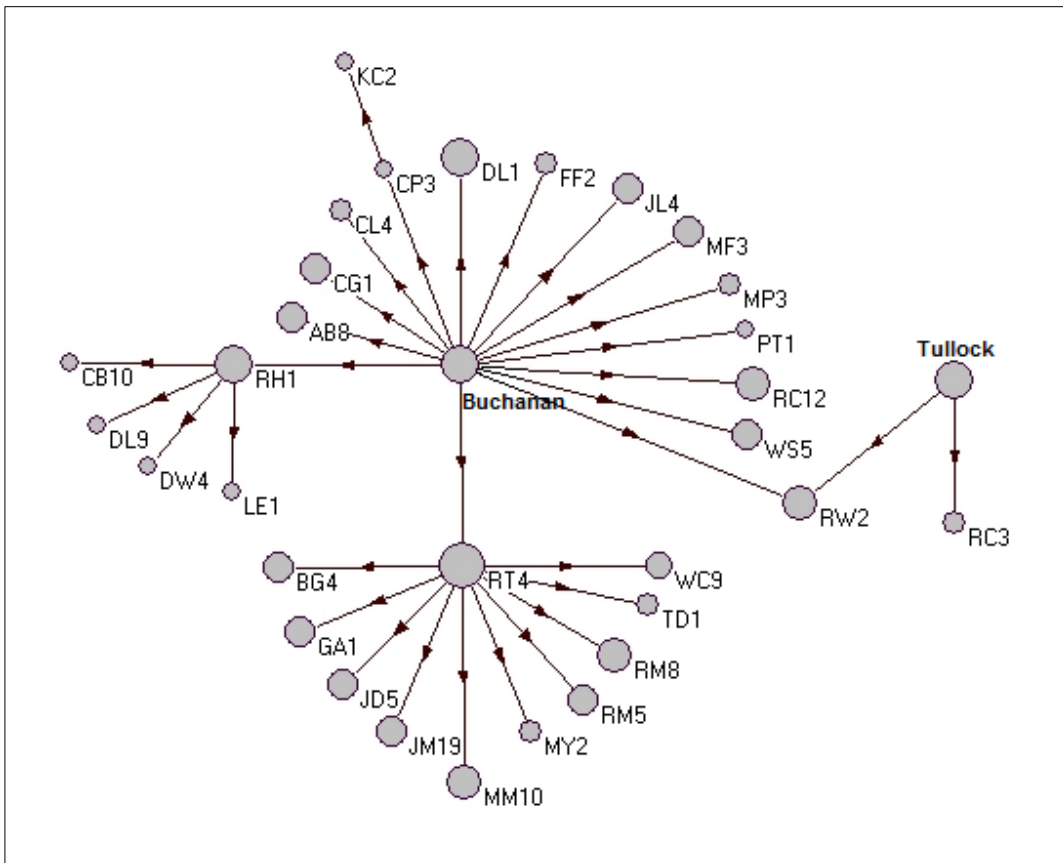 KC2
CP3
DL1
FF2
JL4
CL4
MF3
CG1
MP3
AB8
PT1
Tullock
CB10
RH1
RC12
Buchanan
DL9
WS5
DW4
LE1
RW2
RC3
BG4
RT4
WC9
TD1
GA1
RM8
JD5
RM5
JM19
MY2
MM10